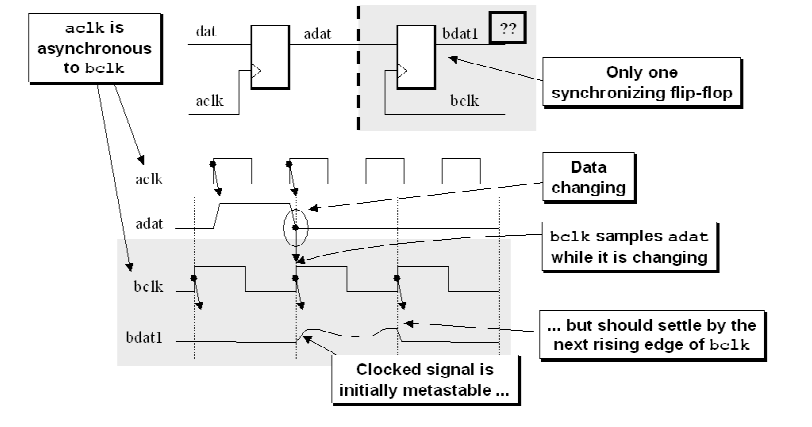 aclk is
asynchronous
to bclk
dat
adat
bdat1
??
aclk
bclk
Only one
synchronizing flip-flop
aclk
Data
changing
adat
bclk samples adat
while it is changing
bclk
bdat1
... but should settle by the
next rising edge of bclk
Clocked signal is
initially metastable ...